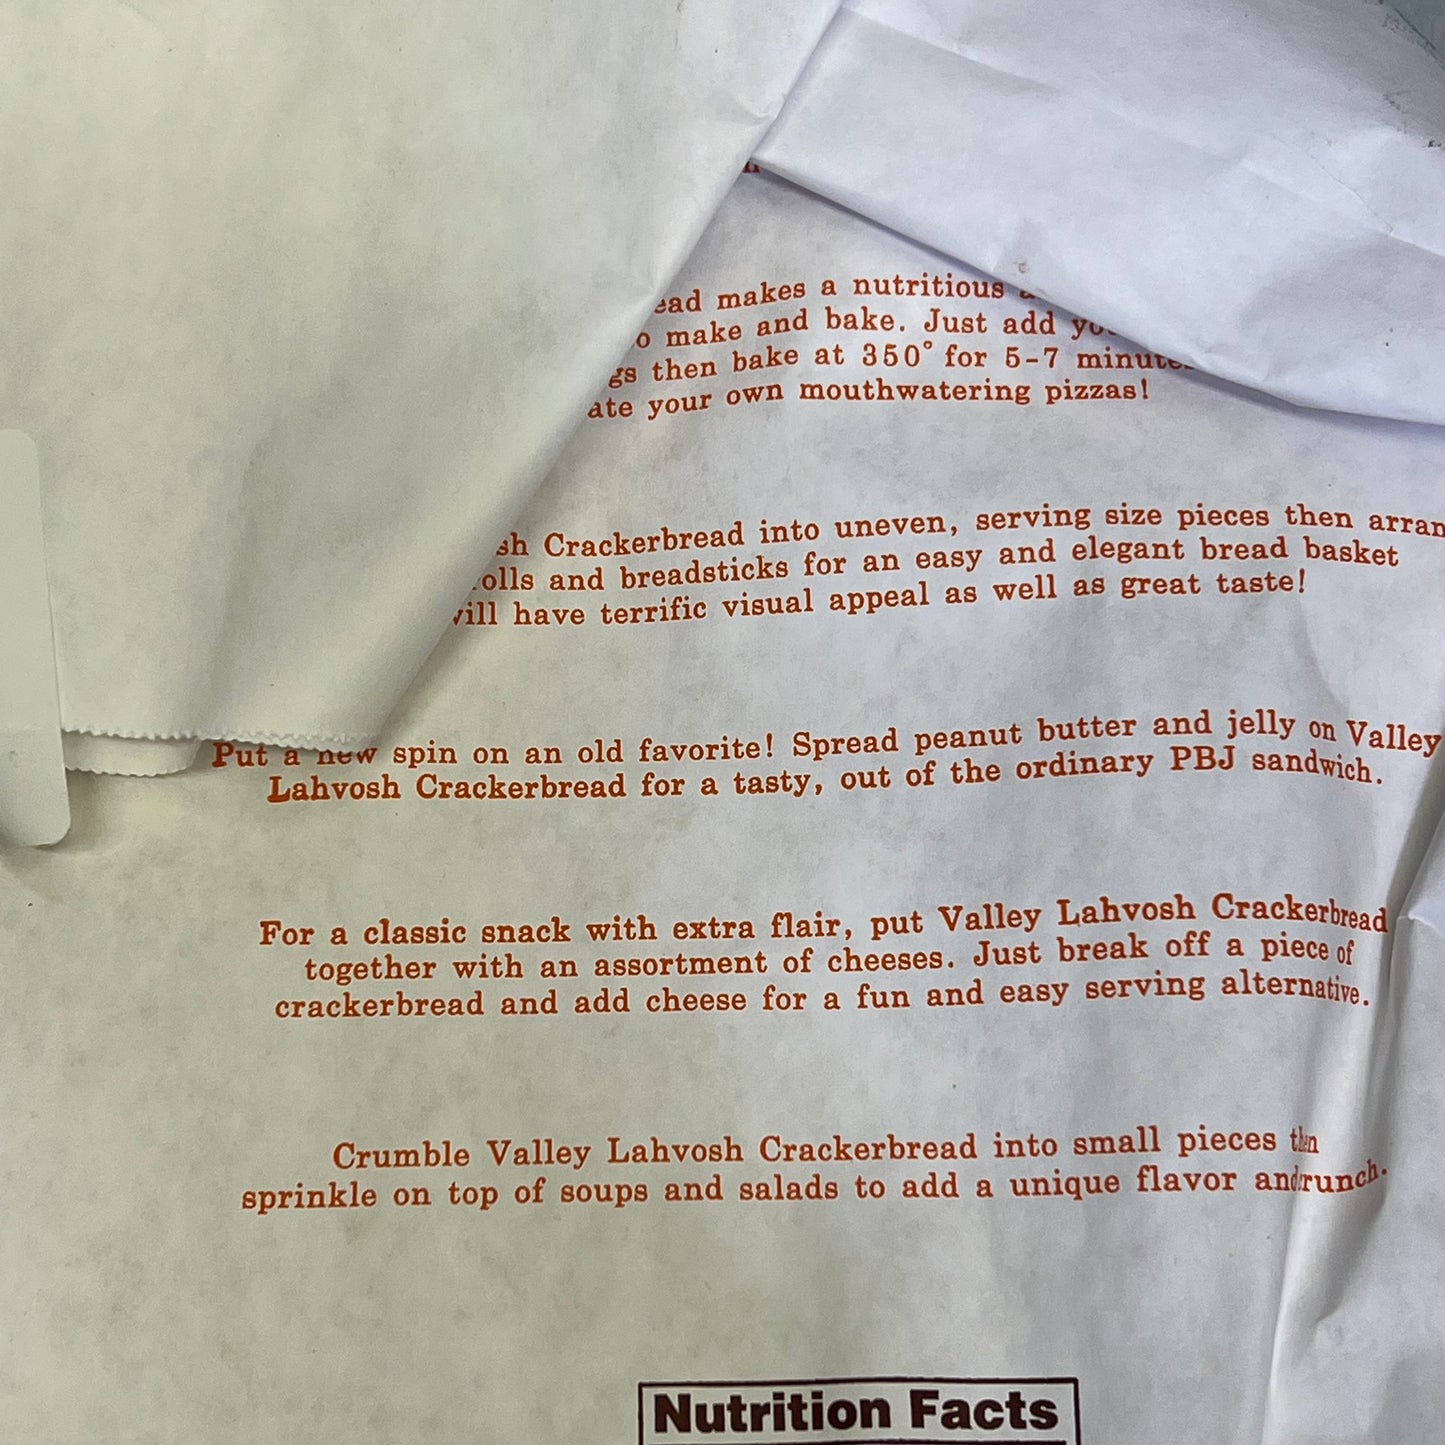 makes a nutritious
make and bake. Just add
then bake at 350° for 5-7
your own mouthwatering pizzas!
Crackerbread into uneven, serving size pieces then
and breadsticks for an easy and elegant bread basket
have terrific visual appeal as well as great taste!
Put a new spin on an old favorite! Spread peanut butter and jelly on Valley
Lahvosh Crackerbread for a tasty, out of the ordinary PBJ sandwich.
For a classic snack with extra flair, put Valley Lahvosh Crackerbread
together with an assortment of cheeses. Just break off a piece of
crackerbread and add cheese for a fun and easy serving alternative.
Crumble Valley Lahvosh Crackerbread into small pieces then
sprinkle on top of soups and salads to add a unique flavor and
Nutrition Facts